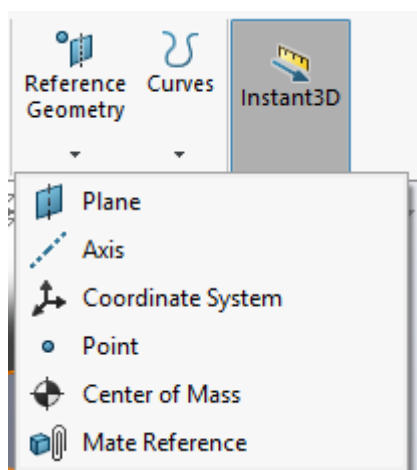 Reference Geometry
Curves
Instant3D
Plane
Axis
Coordinate System
Point
Center of Mass
Mate Reference